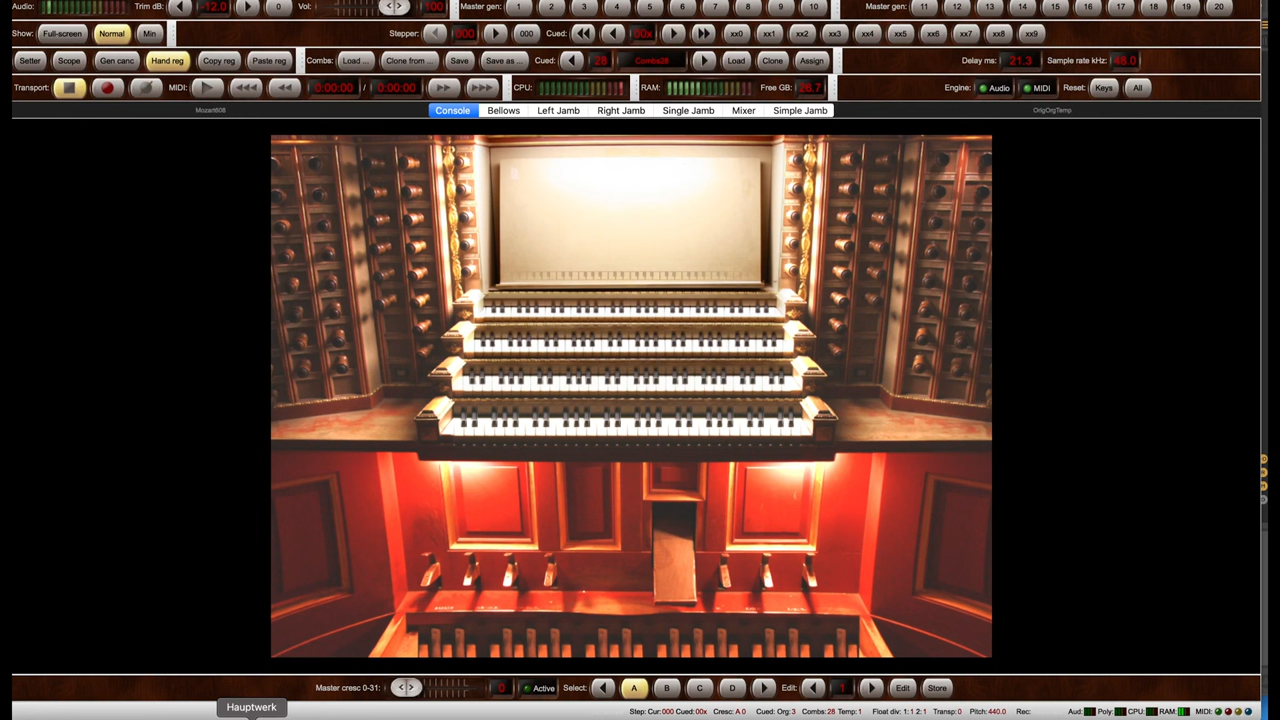 Audio: Trim dB: -12.0 0 Vol: 100 Master gen: 1 2 3 4 5 6 7 8 9 10 Master gen: 11 12 13 14 15 16 17 18 19 20
Show: Full-screen Normal Min Stepper: 000 000 Cued: 00x xx0 xx1 xx2 xx3 xx4 xx5 xx6 xx7 xx8 xx9
Setter Scope Gen canc Hand reg Copy reg Paste reg Combs: Load ... Clone from ... Save Save as ... Cued: 28 Combs28 Load Clone Assign Delay ms: 21.3 Sample rate kHz: 48.0
Transport: MIDI: 0:00:00 / 0:00:00 CPU: RAM: Free GB: 26.7 Engine: Audio MIDI Reset: Keys All
Mozart608 Console Bellows Left Jamb Right Jamb Single Jamb Mixer Simple Jamb OrigOrgTemp
Master cresc 0-31: 0 Active Select: A B C D Edit: 1 Edit Store
Hauptwerk
Step: Cur:000 Cued:00x Cresc: A 0 Cued: Org:3 Combs:28 Temp:1 Float div: 1:1 2:1 Transp:0 Pitch:440.0 Rec: Aud: Poly: CPU: RAM: MIDI: